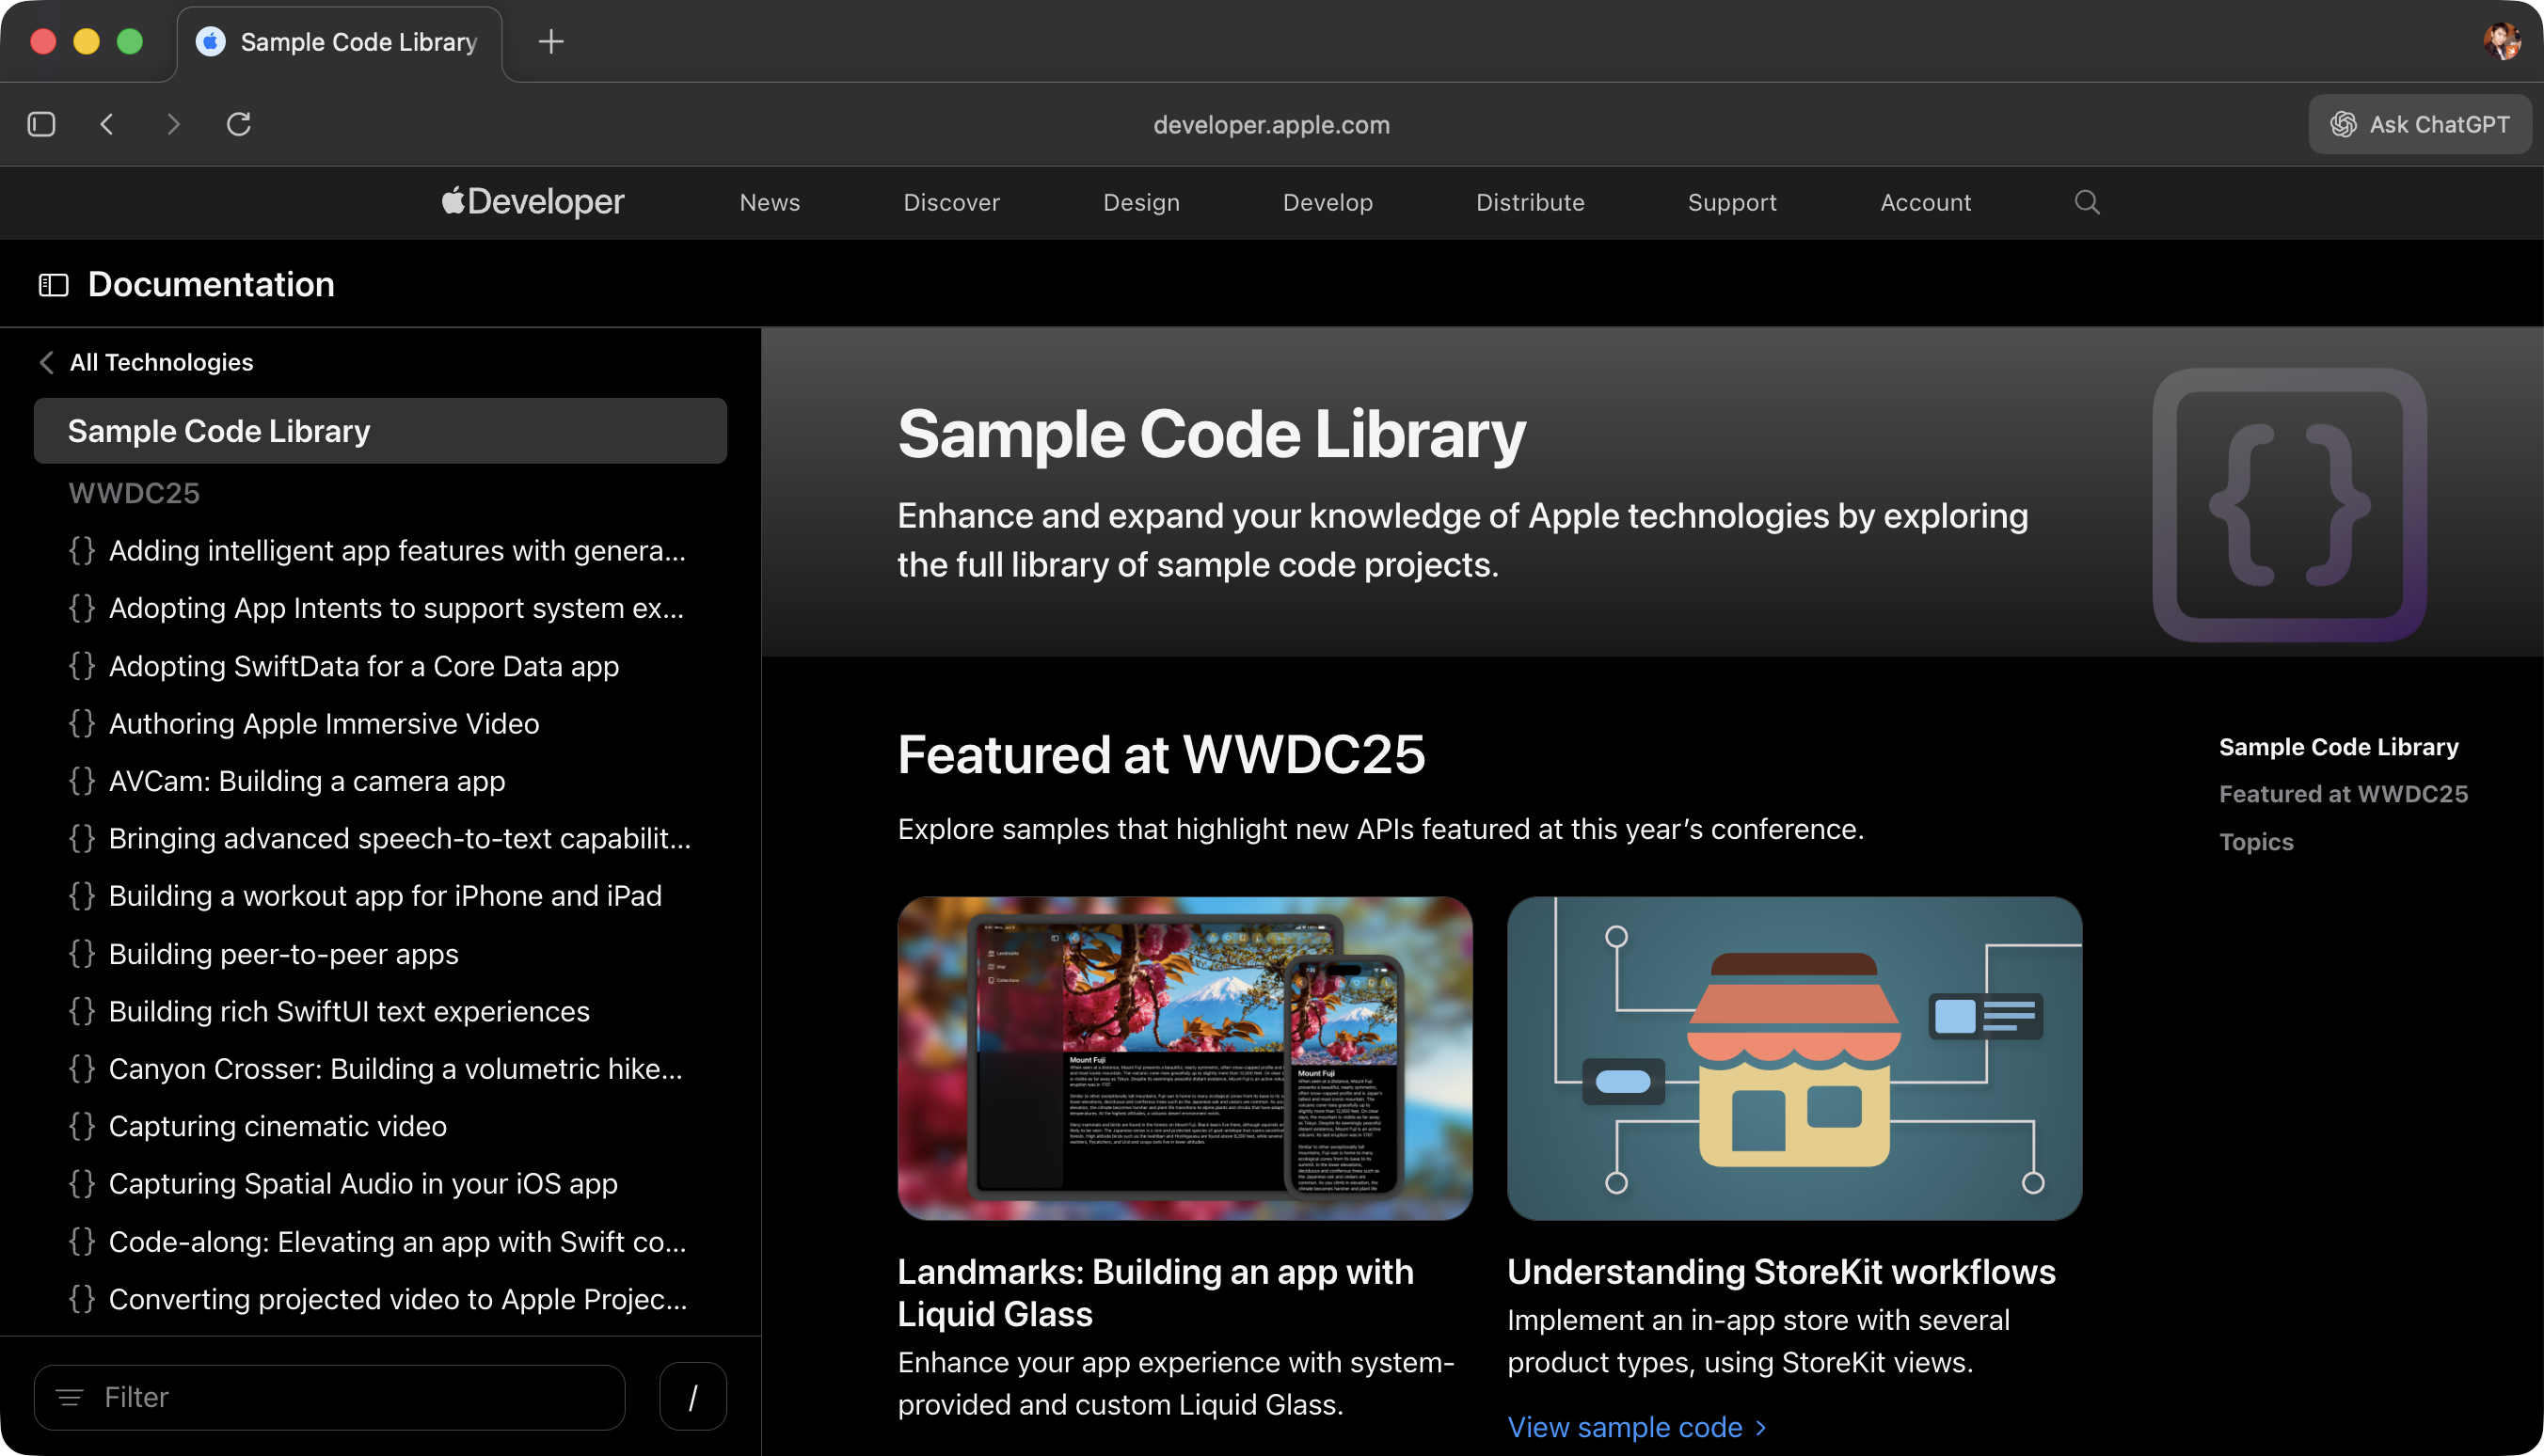 Sample Code Library
developer.apple.com
Ask ChatGPT
Developer
News
Discover
Design
Develop
Distribute
Support
Account
Documentation
All Technologies
Sample Code Library
WWDC25
{} Adding intelligent app features with genera...
{} Adopting App Intents to support system ex...
{} Adopting SwiftData for a Core Data app
{} Authoring Apple Immersive Video
{} AVCam: Building a camera app
{} Bringing advanced speech-to-text capabilit...
{} Building a workout app for iPhone and iPad
{} Building peer-to-peer apps
{} Building rich SwiftUI text experiences
{} Canyon Crosser: Building a volumetric hike...
{} Capturing cinematic video
{} Capturing Spatial Audio in your iOS app
{} Code-along: Elevating an app with Swift co...
{} Converting projected video to Apple Projec...
Filter
/
Sample Code Library
Enhance and expand your knowledge of Apple technologies by exploring
the full library of sample code projects.
{}
Featured at WWDC25
Explore samples that highlight new APIs featured at this year's conference.
Sample Code Library
Featured at WWDC25
Topics
Landmarks
Map
Collections
Mount Fuji
Mount Fuji
Landmarks: Building an app with
Liquid Glass
Enhance your app experience with system-
provided and custom Liquid Glass.
Understanding StoreKit workflows
Implement an in-app store with several
product types, using StoreKit views.
View sample code >